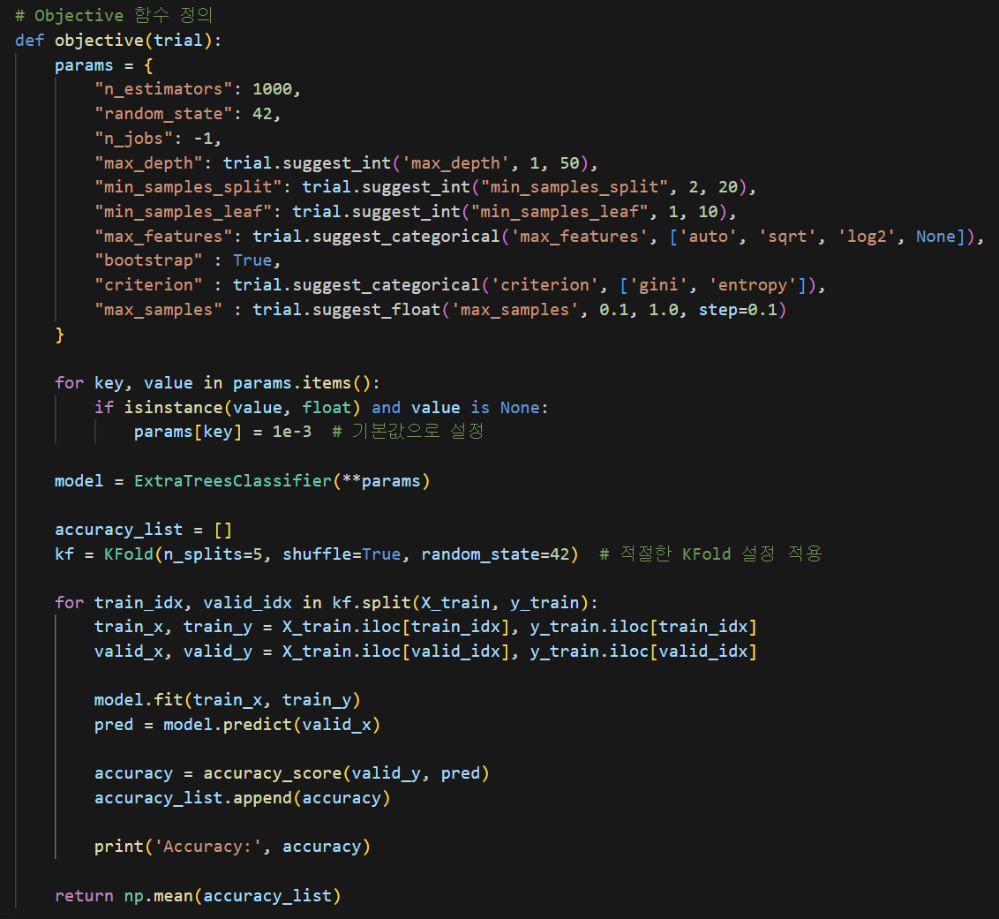 # Objective 함수 정의
def objective(trial):
    params = {
        "n_estimators": 1000,
        "random_state": 42,
        "n_jobs": -1,
        "max_depth": trial.suggest_int('max_depth', 1, 50),
        "min_samples_split": trial.suggest_int("min_samples_split", 2, 20),
        "min_samples_leaf": trial.suggest_int("min_samples_leaf", 1, 10),
        "max_features": trial.suggest_categorical('max_features', ['auto', 'sqrt', 'log2', None]),
        "bootstrap" : True,
        "criterion" : trial.suggest_categorical('criterion', ['gini', 'entropy']),
        "max_samples" : trial.suggest_float('max_samples', 0.1, 1.0, step=0.1)
    }
    for key, value in params.items():
        if isinstance(value, float) and value is None:
            params[key] = 1e-3  # 기본값으로 설정
    model = ExtraTreesClassifier(**params)
    accuracy_list = []
    kf = KFold(n_splits=5, shuffle=True, random_state=42)  # 적절한 KFold 설정 적용
    for train_idx, valid_idx in kf.split(X_train, y_train):
        train_x, train_y = X_train.iloc[train_idx], y_train.iloc[train_idx]
        valid_x, valid_y = X_train.iloc[valid_idx], y_train.iloc[valid_idx]
        model.fit(train_x, train_y)
        pred = model.predict(valid_x)
        accuracy = accuracy_score(valid_y, pred)
        accuracy_list.append(accuracy)
        print('Accuracy:', accuracy)
    return np.mean(accuracy_list)